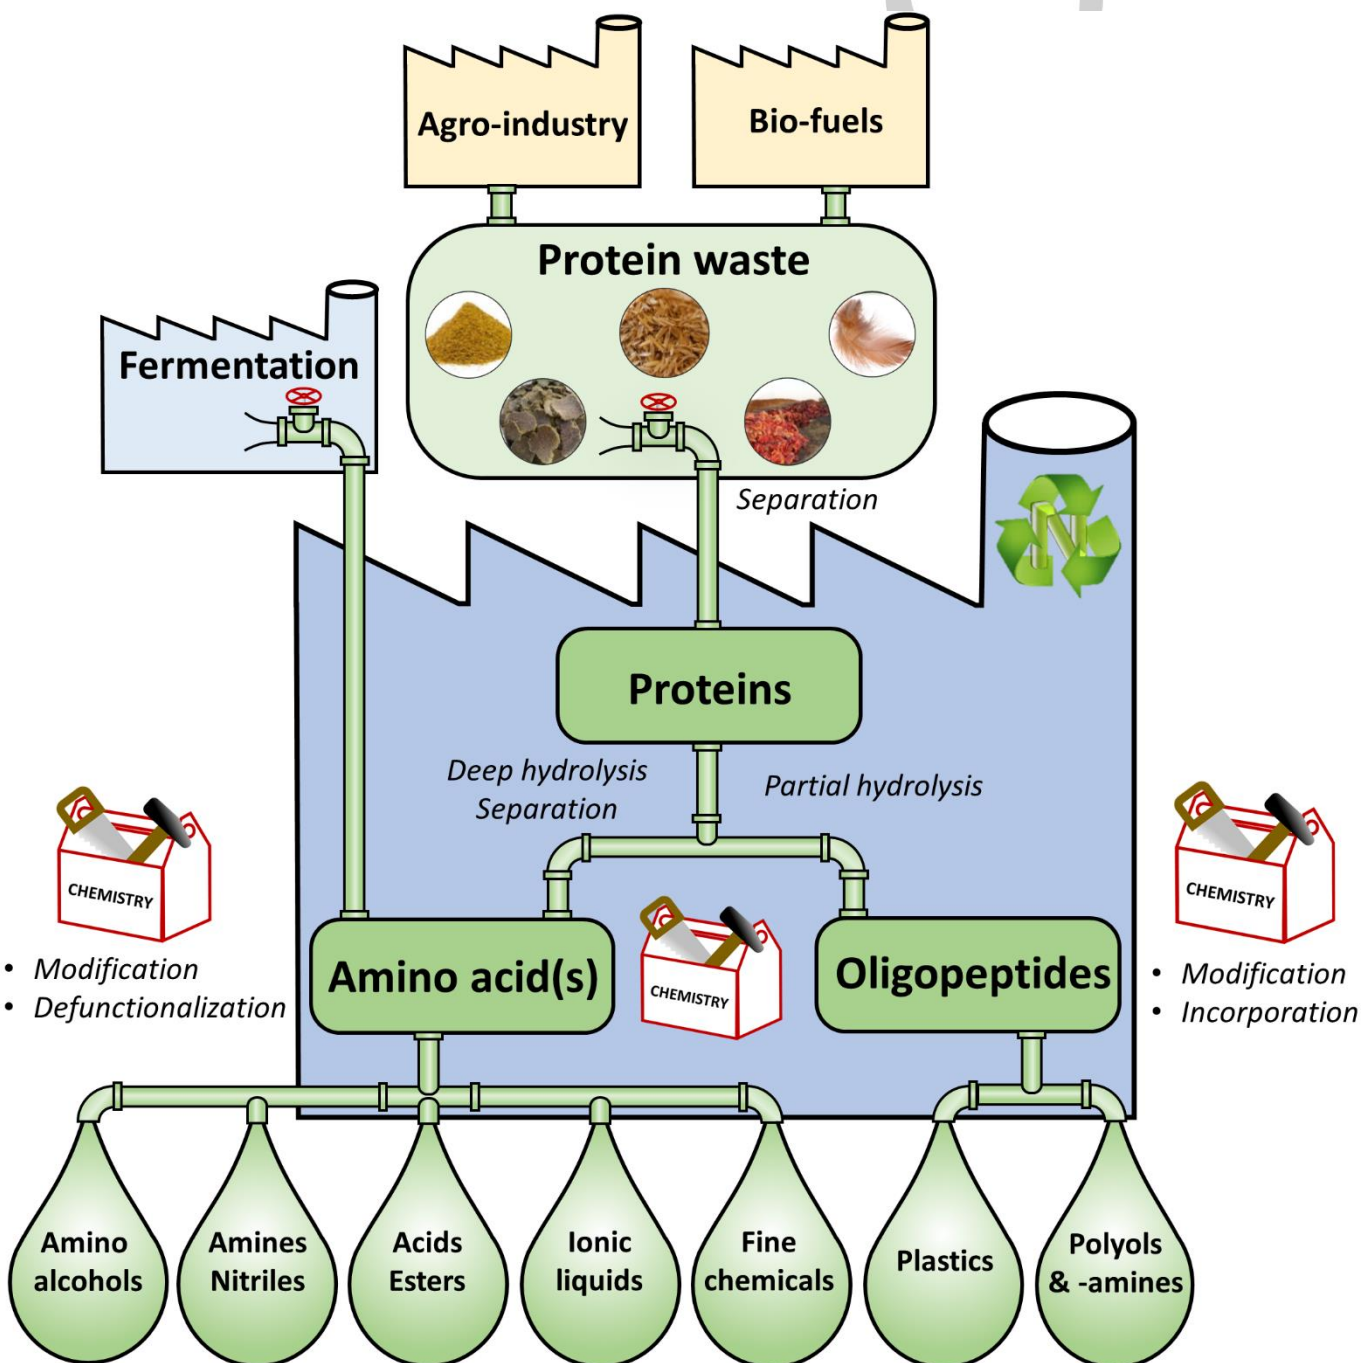 Agro-industry
Bio-fuels
Protein waste
Fermentation
Separation
N
Proteins
Deep hydrolysis
Separation
Partial hydrolysis
CHEMISTRY
• Modification
• Defunctionalization
Amino acid(s)
CHEMISTRY
Oligopeptides
CHEMISTRY
• Modification
• Incorporation
Amino
alcohols
Amines
Nitriles
Acids
Esters
Ionic
liquids
Fine
chemicals
Plastics
Polyols
& -amines